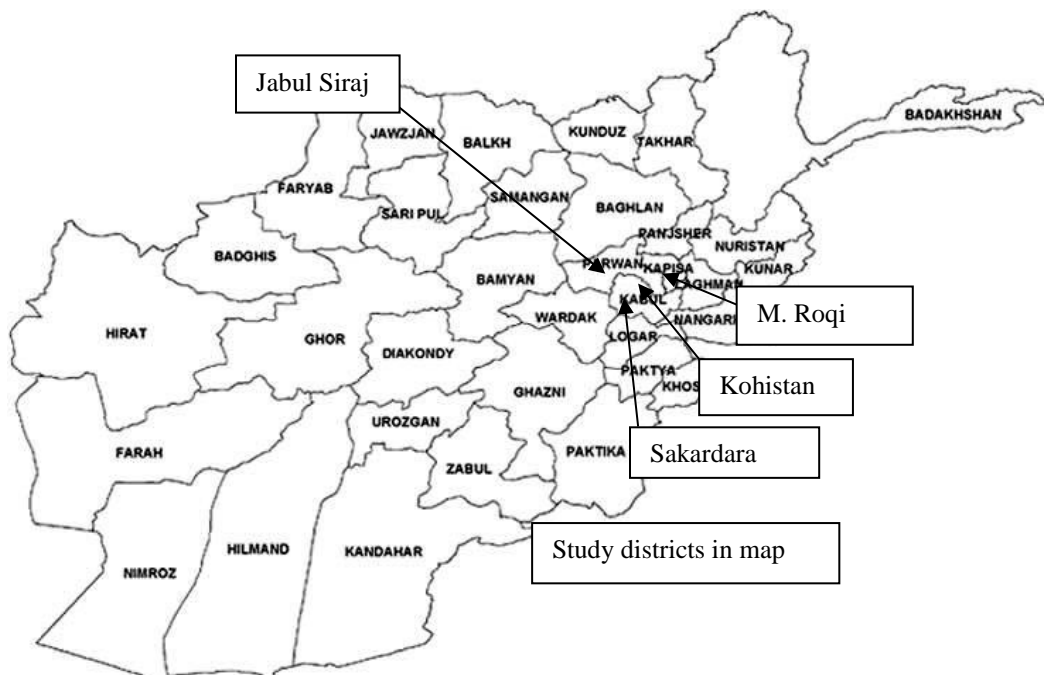 Jabul Siraj
JAWZJAN
BALKH
KUNDUZ
TAKHAR
BADAKHSHAN
FARYAB
SARI PUL
SAMANGAN
BAGHLAN
PANJSHER
NURISTAN
BADGHIS
BAMYAN
PARWAN
KAPISA
KUNAR
LAGHMAN
KABUL
HIRAT
GHOR
WARDAK
NANGAR
M. Roqi
DIAKONDY
LOGAR
PAKTYA
KHOS
Kohistan
GHAZNI
UROZGAN
FARAH
ZABUL
PAKTIKA
Sakardara
HILMAND
KANDAHAR
Study districts in map
NIMROZ